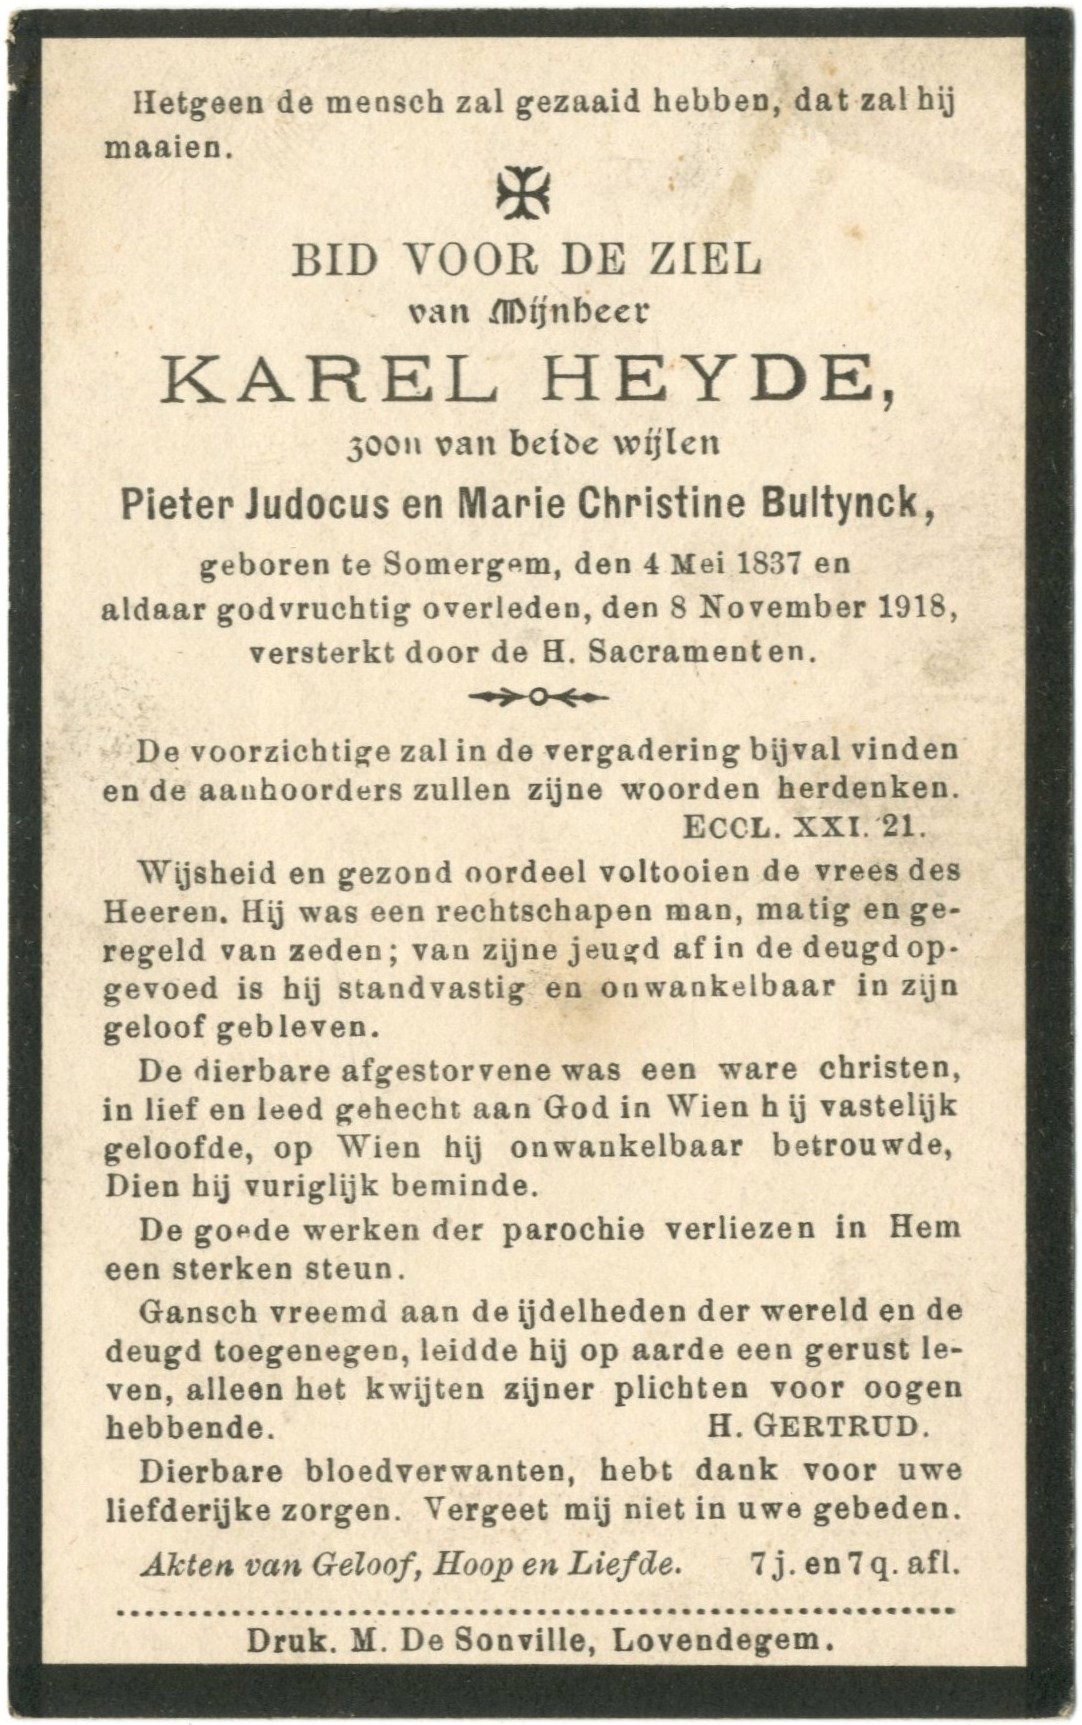 Hetgeen de mensch zal gezaaid hebben, dat zal hij
maaien.
BID VOOR DE ZIEL
van Mijnheer
KAREL HEYDE,
zoon van beide wijlen
Pieter Judocus en Marie Christine Bultynck,
geboren te Somergem, den 4 Mei 1837 en
aldaar godvruchtig overleden, den 8 November 1918,
versterkt door de H. Sacramenten.
De voorzichtige zal in de vergadering bijval vinden
en de aanhoorders zullen zijne woorden herdenken.
ECCL. XXI. 21.
Wijsheid en gezond oordeel voltooien de vrees des
Heeren. Hij was een rechtschapen man, matig en ge-
regeld van zeden; van zijne jeugd af in de deugd op-
gevoed is hij standvastig en onwankelbaar in zijn
geloof gebleven.
De dierbare afgestorvene was een ware christen,
in lief en leed gehecht aan God in Wien hij vastelijk
geloofde, op Wien hij onwankelbaar betrouwde,
Dien hij vuriglijk beminde.
De goede werken der parochie verliezen in Hem
een sterken steun.
Gansch vreemd aan de ijdelheden der wereld en de
deugd toegenegen, leidde hij op aarde een gerust le-
ven, alleen het kwijten zijner plichten voor oogen
hebbende. H. GERTRUD.
Dierbare bloedverwanten, hebt dank voor uwe
liefderijke zorgen. Vergeet mij niet in uwe gebeden.
Akten van Geloof, Hoop en Liefde. 7 j. en 7 q. afl.
Druk. M. De Sonville, Lovendegem.